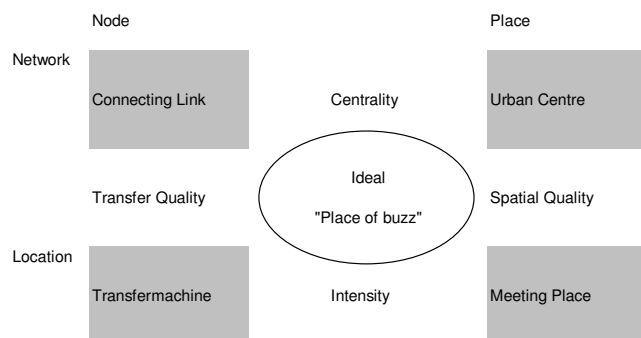 Node
Place
Network
Connecting Link
Centrality
Urban Centre
Ideal
Transfer Quality
"Place of buzz"
Spatial Quality
Location
Transfermachine
Intensity
Meeting Place